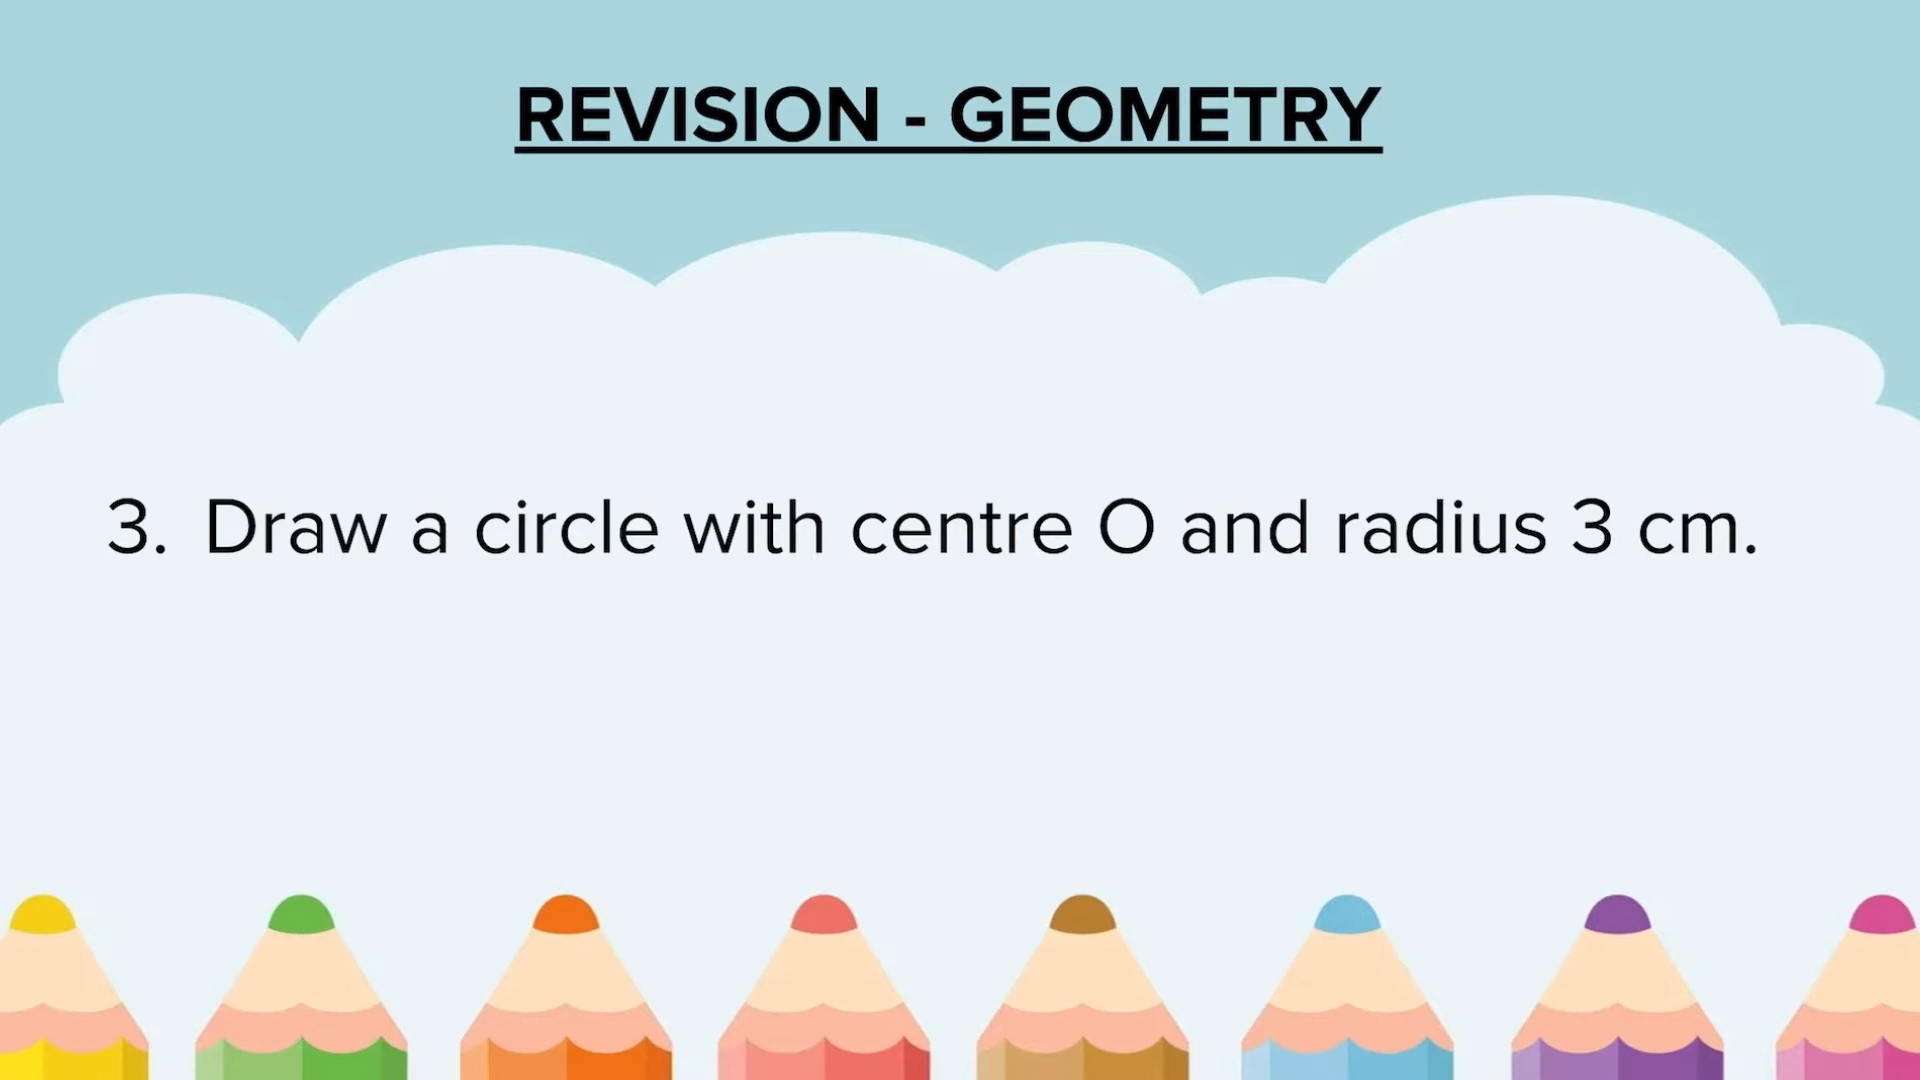 REVISION - GEOMETRY
3. Draw a circle with centre O and radius 3 cm.